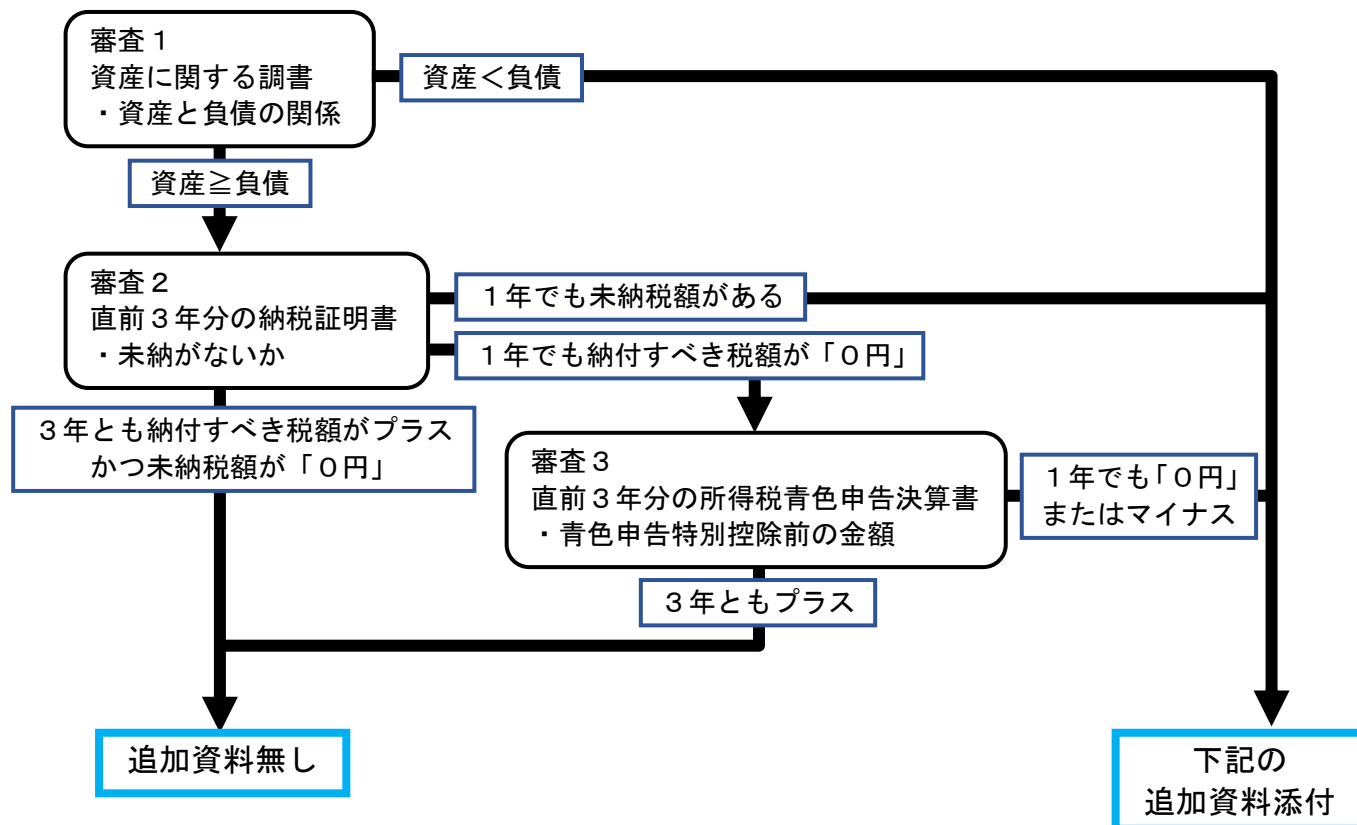 審査１
資産に関する調書
・資産と負債の関係
資産＜負債
資産≧負債
審査２
直前３年分の納税証明書
・未納がないか
１年でも未納税額がある
１年でも納付すべき税額が「０円」
３年とも納付すべき税額がプラス
かつ未納税額が「０円」
審査３
直前３年分の所得税青色申告決算書
・青色申告特別控除前の金額
１年でも「０円」
またはマイナス
３年ともプラス
追加資料無し
下記の
追加資料添付